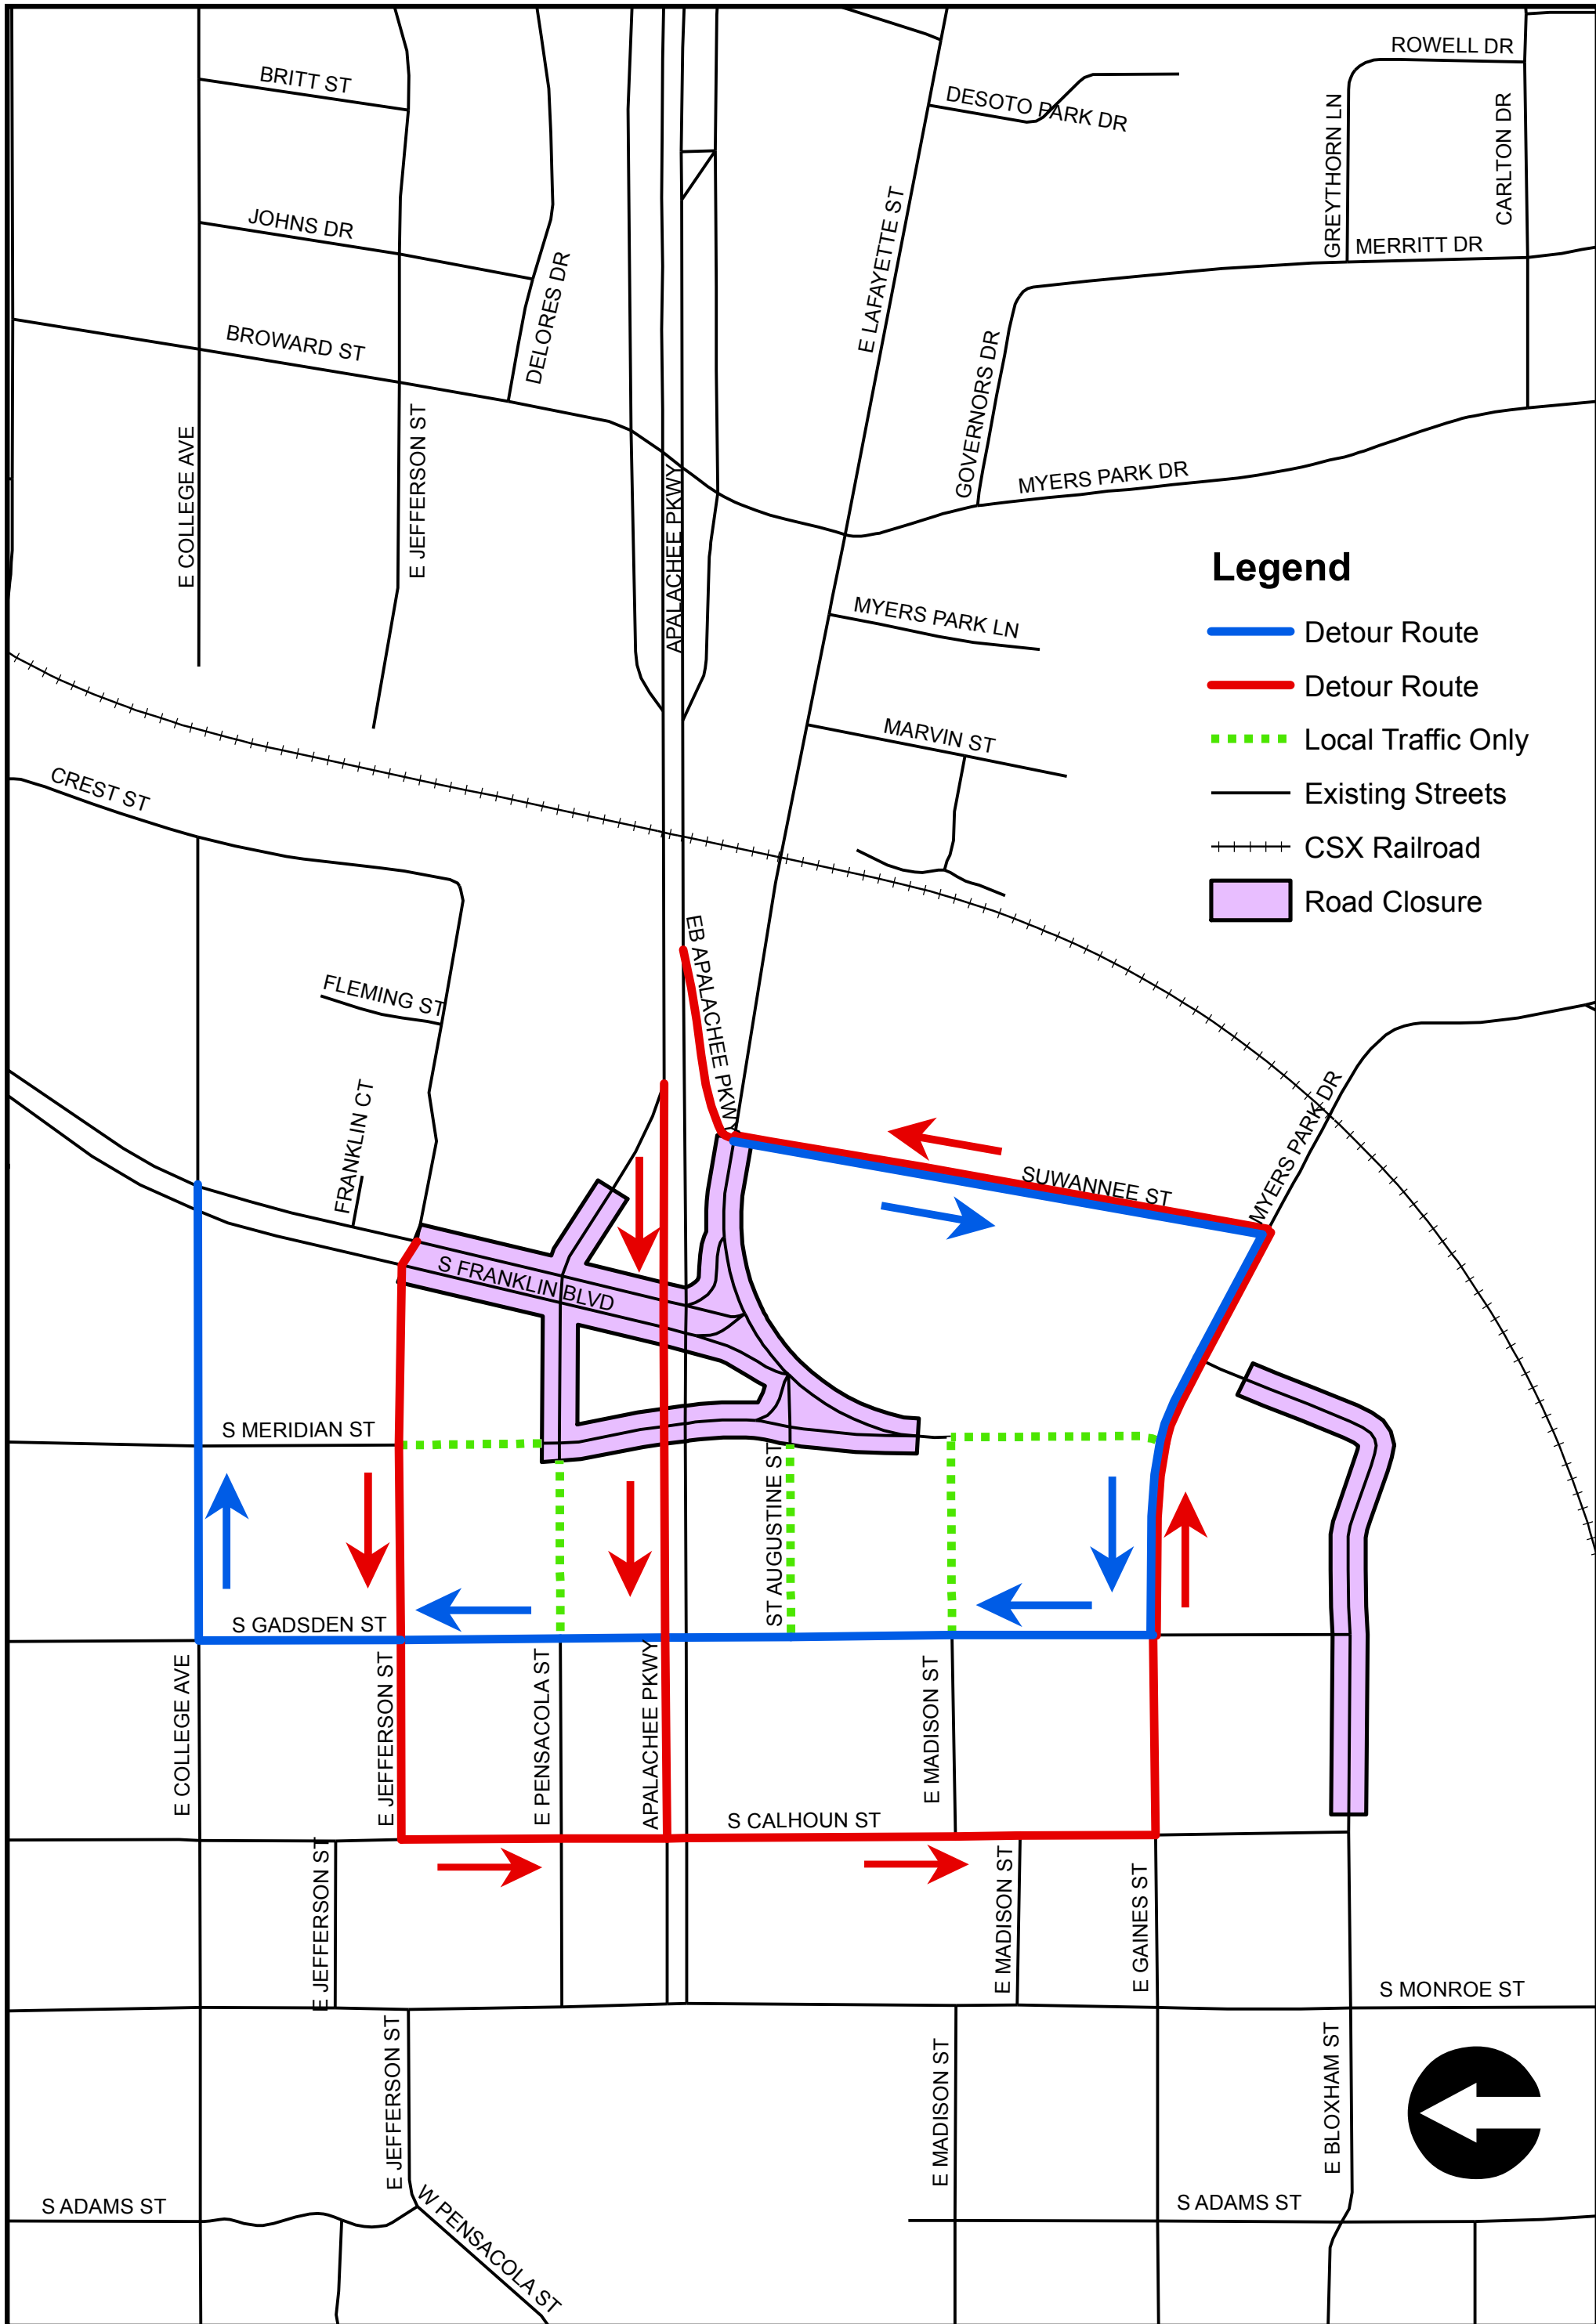 ROWELL DR
BRITT ST
DESOTO PARK DR
GREYTHORN LN
CARLTON DR
JOHNS DR
E LAFAYETTE ST
MERRITT DR
DELORES DR
BROWARD ST
GOVERNORS DR
E COLLEGE AVE
E JEFFERSON ST
APALACHEE PKWY
MYERS PARK DR
Legend
Detour Route
Detour Route
Local Traffic Only
Existing Streets
CSX Railroad
Road Closure
MYERS PARK LN
MARVIN ST
CREST ST
EB APALACHEE PKWY
FLEMING ST
FRANKLIN CT
MYERS PARK DR
SUWANNEE ST
S FRANKLIN BLVD
S MERIDIAN ST
ST AUGUSTINE ST
S GADSDEN ST
E COLLEGE AVE
E JEFFERSON ST
E PENSACOLA ST
APALACHEE PKWY
E MADISON ST
S CALHOUN ST
E JEFFERSON ST
E MADISON ST
E GAINES ST
S MONROE ST
E JEFFERSON ST
E MADISON ST
E BLOXHAM ST
S ADAMS ST
S ADAMS ST
W PENSACOLA ST